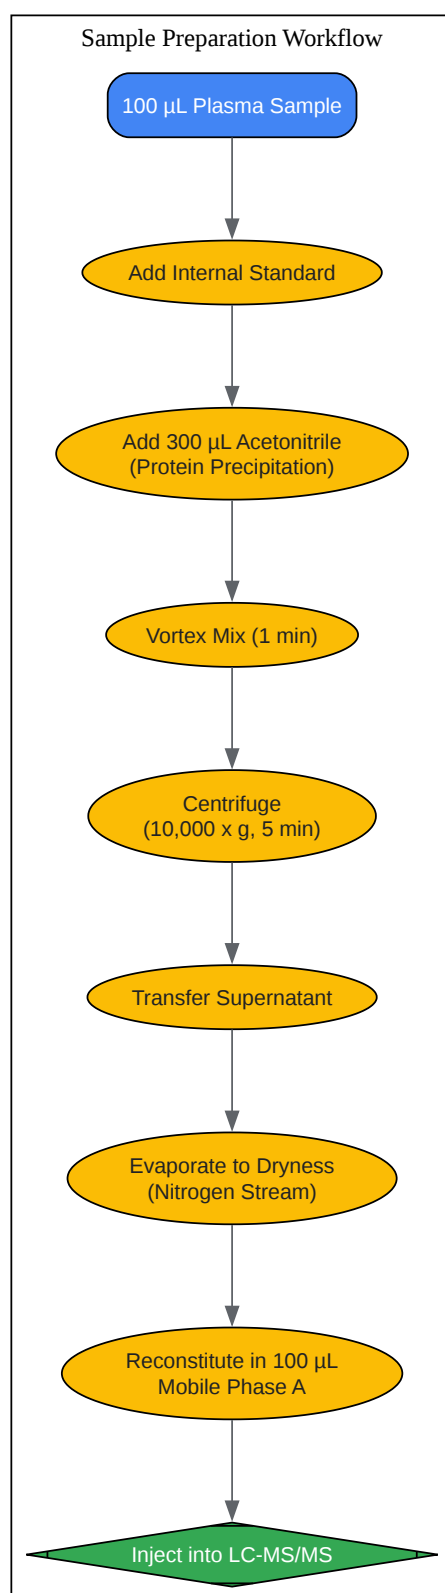 Sample Preparation Workflow
100 µL Plasma Sample
Add Internal Standard
Add 300 µL Acetonitrile
(Protein Precipitation)
Vortex Mix (1 min)
Centrifuge
(10,000 x g, 5 min)
Transfer Supernatant
Evaporate to Dryness
(Nitrogen Stream)
Reconstitute in 100 µL
Mobile Phase A
Inject into LC-MS/MS